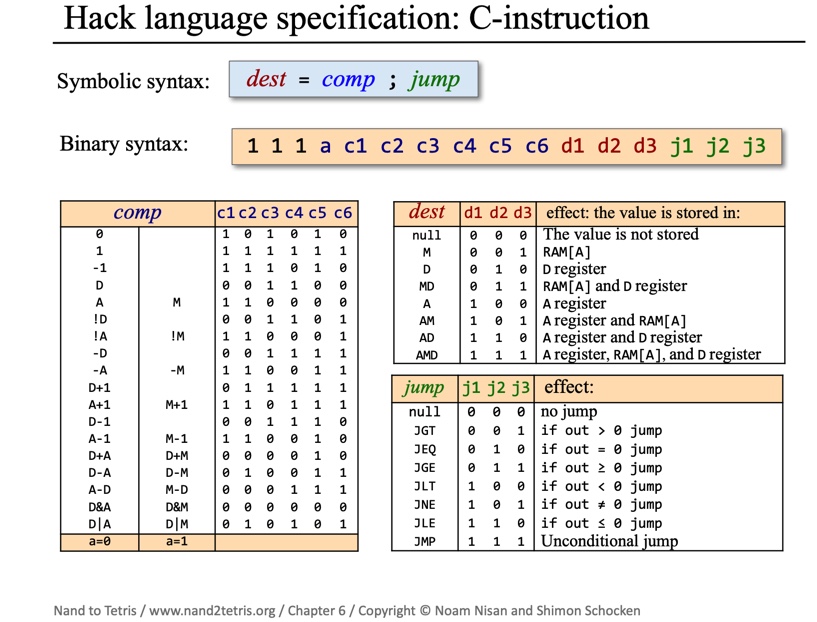 Hack language specification: C-instruction
Symbolic syntax: dest = comp ; jump
Binary syntax: 1 1 1 a c1 c2 c3 c4 c5 c6 d1 d2 d3 j1 j2 j3
comp c1 c2 c3 c4 c5 c6
0 1 0 1 0 1 0
1 1 1 1 1 1 1
-1 1 1 1 0 1 0
D 0 0 1 1 0 0
A M 1 1 0 0 0 0
!D 0 0 1 1 0 1
!A !M 1 1 0 0 0 1
-D 0 0 1 1 1 1
-A -M 1 1 0 0 1 1
D+1 0 1 1 1 1 1
A+1 M+1 1 1 0 1 1 1
D-1 0 0 1 1 1 0
A-1 M-1 1 1 0 0 1 0
D+A D+M 0 0 0 0 1 0
D-A D-M 0 1 0 0 1 1
A-D M-D 0 0 0 1 1 1
D&A D&M 0 0 0 0 0 0
D|A D|M 0 1 0 1 0 1
a=0 a=1
dest d1 d2 d3 effect: the value is stored in:
null 0 0 0 The value is not stored
M 0 0 1 RAM[A]
D 0 1 0 D register
MD 0 1 1 RAM[A] and D register
A 1 0 0 A register
AM 1 0 1 A register and RAM[A]
AD 1 1 0 A register and D register
AMD 1 1 1 A register, RAM[A], and D register
jump j1 j2 j3 effect:
null 0 0 0 no jump
JGT 0 0 1 if out > 0 jump
JEQ 0 1 0 if out = 0 jump
JGE 0 1 1 if out ≥ 0 jump
JLT 1 0 0 if out < 0 jump
JNE 1 0 1 if out ≠ 0 jump
JLE 1 1 0 if out ≤ 0 jump
JMP 1 1 1 Unconditional jump
Nand to Tetris / www.nand2tetris.org / Chapter 6 / Copyright © Noam Nisan and Shimon Schocken